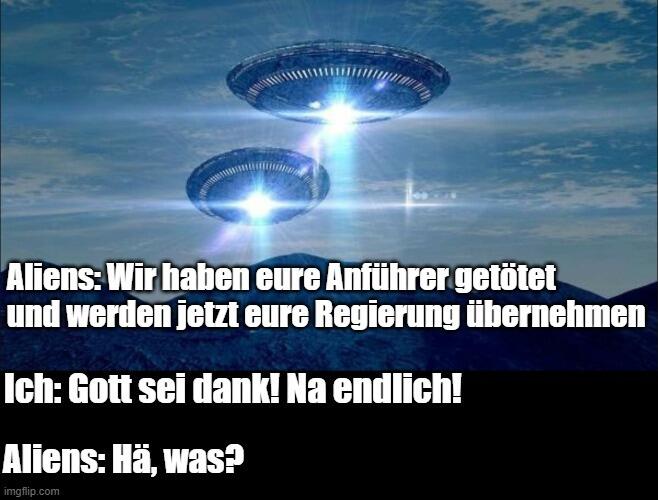 Aliens: Wir haben eure Anführer getötet
und werden jetzt eure Regierung übernehmen
Ich: Gott sei dank! Na endlich!
Aliens: Hä, was?
imgflip.com